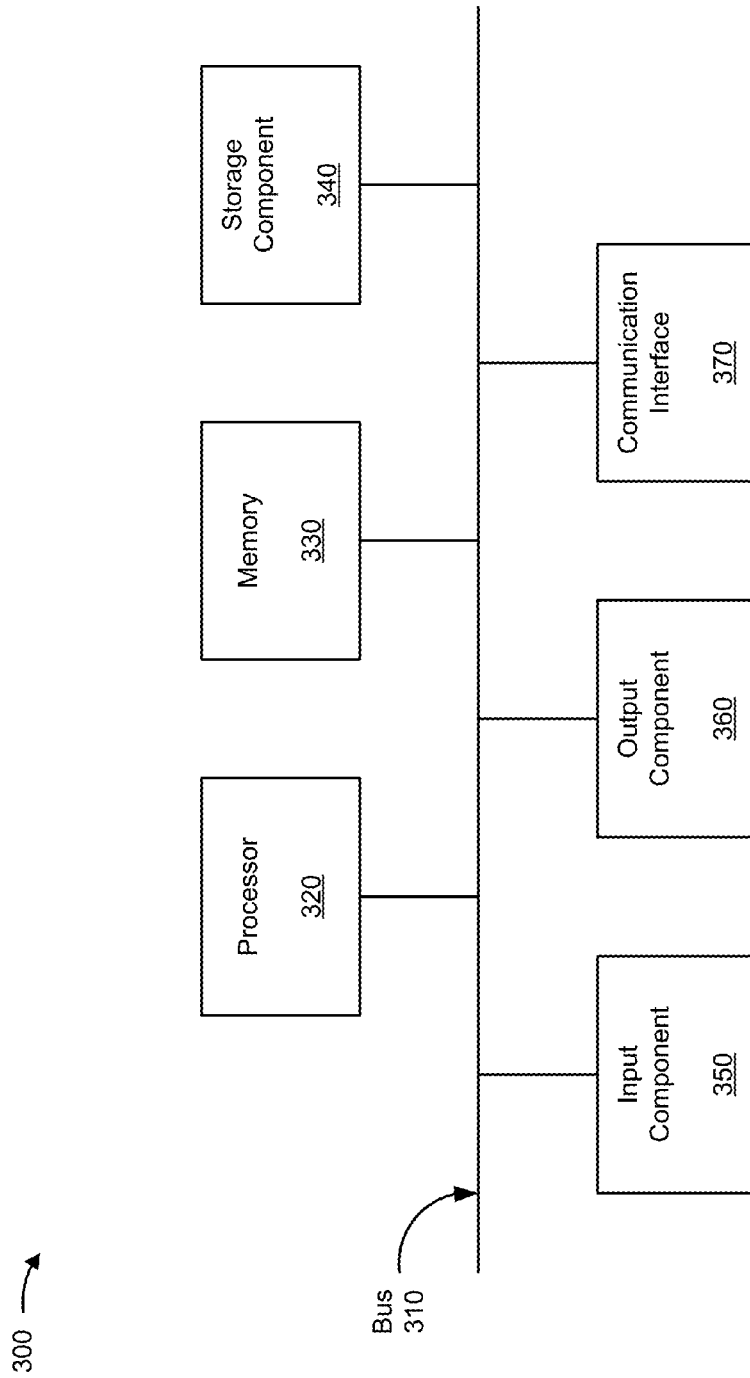 300
Bus
310
Processor
320
Memory
330
Storage
Component
340
Input
Component
350
Output
Component
360
Communication
Interface
370